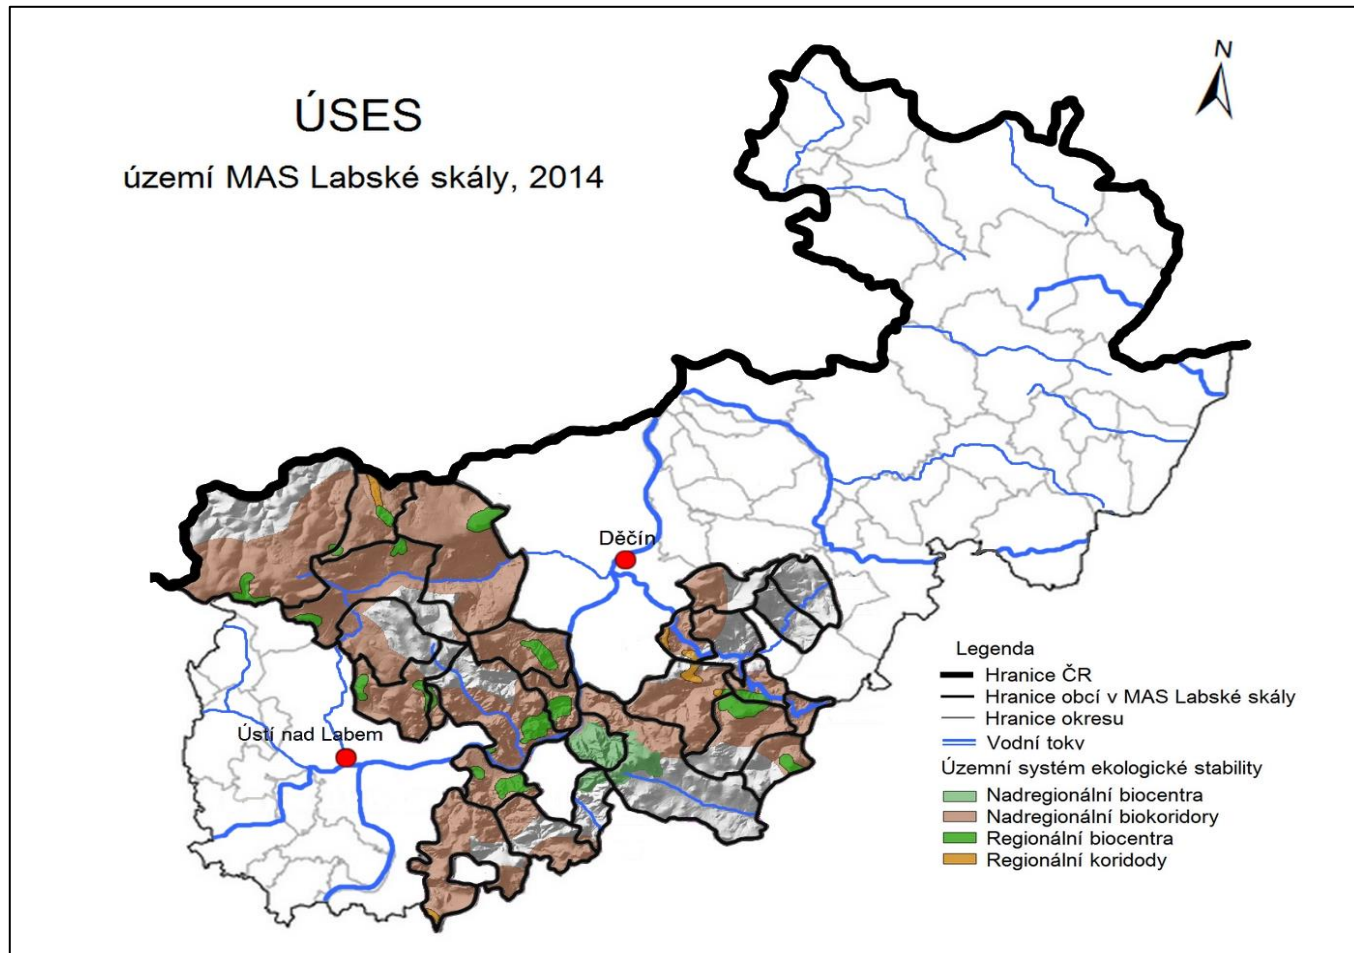 ÚSES
území MAS Labské skály, 2014
N
Děčín
Ústí nad Labem
Legenda
Hranice ČR
Hranice obcí v MAS Labské skály
Hranice okresu
Vodní tokv
Územní systém ekologické stability
Nadregionální biocentra
Nadregionální biokoridory
Regionální biocentra
Regionální koridody